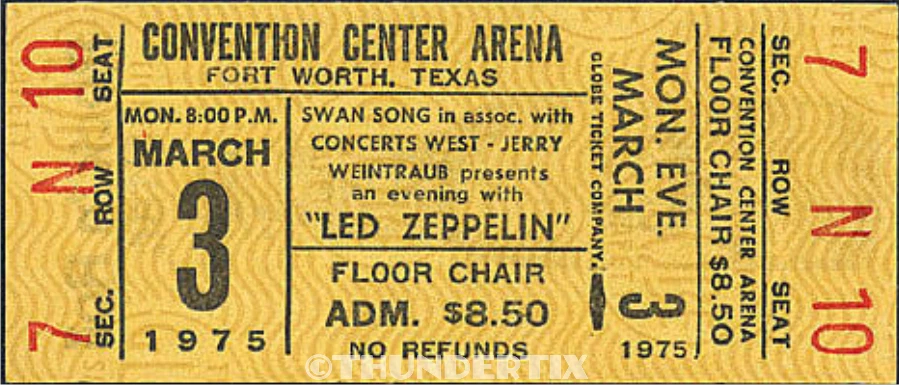 10 SEAT
N ROW
7 SEC.
CONVENTION CENTER ARENA
FORT WORTH, TEXAS
MON. 8:00 P.M.
MARCH
3
1975
SWAN SONG in assoc. with
CONCERTS WEST - JERRY
WEINTRAUB presents
an evening with
"LED ZEPPELIN"
FLOOR CHAIR
ADM. $8.50
NO REFUNDS
GLOBE TICKET COMPANY.
MON. EVE.
MARCH
3
1975
CONVENTION CENTER ARENA
FLOOR CHAIR $8.50
SEC. 7
ROW N
SEAT 10
©THUNDERTIX